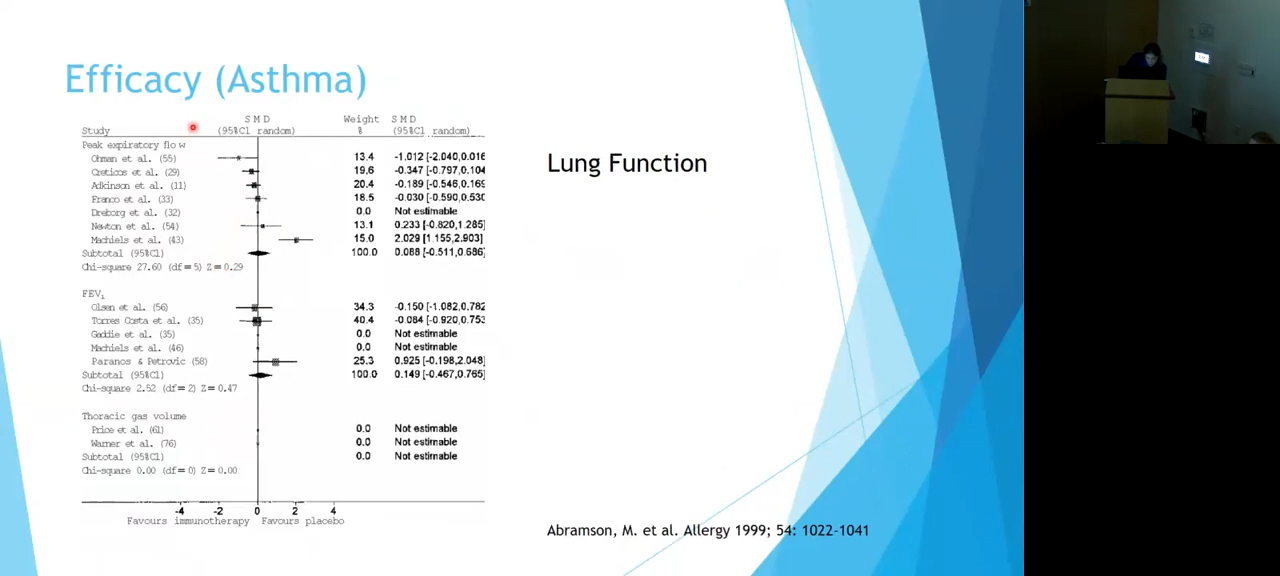 Efficacy (Asthma)
SMD Weight SMD
Study (95%CI random) % (95%CI random)
Peak expiratory flow
Ohman et al. (55) 13.4 -1.012 [-2.040,0.016
Creticos et al. (29) 19.6 -0.347 [-0.797,0.104
Adkinson et al. (11) 20.4 -0.189 [-0.546,0.169
Franco et al. (33) 18.5 -0.030 [-0.590,0.530
Dreborg et al. (32) 0.0 Not estimable
Newton et al. (54) 13.1 0.233 [-0.820,1.285]
Machiels et al. (43) 15.0 2.029 [1.155,2.903]
Subtotal (95%CI) 100.0 0.088 [-0.511,0.686]
Chi-square 27.60 (df=5) Z=0.29
FEV1
Olsen et al. (56) 34.3 -0.150 [-1.082,0.782
Torres Costa et al. (35) 40.4 -0.084 [-0.920,0.753
Gaddie et al. (35) 0.0 Not estimable
Machiels et al. (46) 0.0 Not estimable
Paranos & Petrovic (58) 25.3 0.925 [-0.198,2.048]
Subtotal (95%CI) 100.0 0.149 [-0.467,0.765]
Chi-square 2.52 (df=2) Z=0.47
Thoracic gas volume
Price et al. (61) 0.0 Not estimable
Warner et al. (76) 0.0 Not estimable
Subtotal (95%CI) 0.0 Not estimable
Chi-square 0.00 (df=0) Z=0.00
-4 -2 0 2 4
Favours immunotherapy Favours placebo
Lung Function
Abramson, M. et al. Allergy 1999; 54: 1022-1041